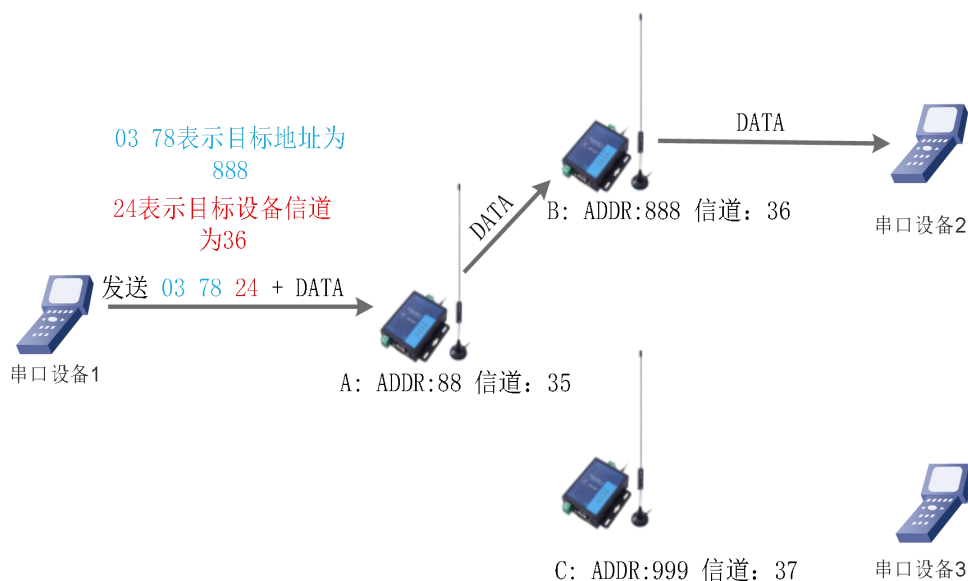 03 78表示目标地址为
888
24表示目标设备信道
为36
发送 03 78 24 + DATA
串口设备1
A: ADDR:88 信道: 35
DATA
B: ADDR:888 信道: 36
DATA
串口设备2
C: ADDR:999 信道: 37
串口设备3